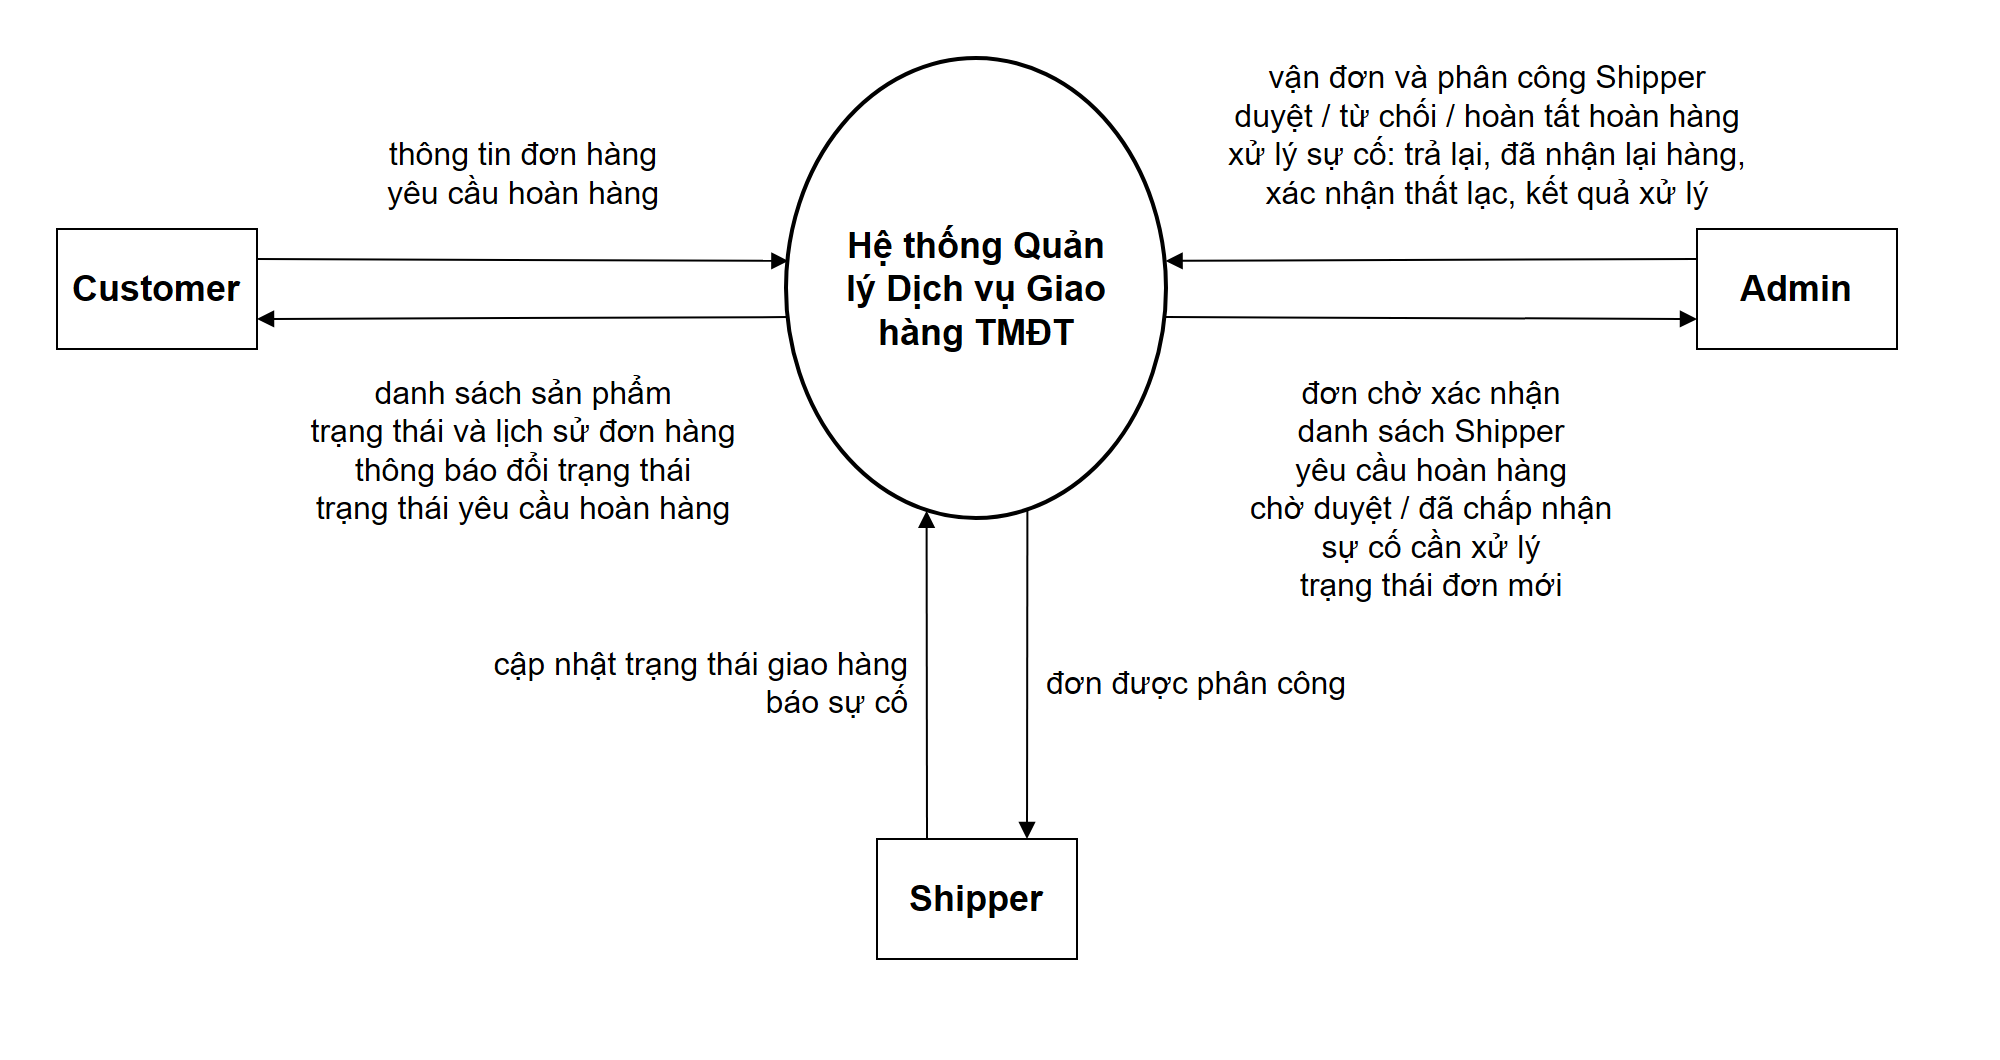 thông tin đơn hàng
yêu cầu hoàn hàng
vận đơn và phân công Shipper
duyệt / từ chối / hoàn tất hoàn hàng
xử lý sự cố: trả lại, đã nhận lại hàng,
xác nhận thất lạc, kết quả xử lý
Customer
Hệ thống Quản
lý Dịch vụ Giao
hàng TMĐT
Admin
danh sách sản phẩm
trạng thái và lịch sử đơn hàng
thông báo đổi trạng thái
trạng thái yêu cầu hoàn hàng
đơn chờ xác nhận
danh sách Shipper
yêu cầu hoàn hàng
chờ duyệt / đã chấp nhận
sự cố cần xử lý
trạng thái đơn mới
cập nhật trạng thái giao hàng
báo sự cố
đơn được phân công
Shipper